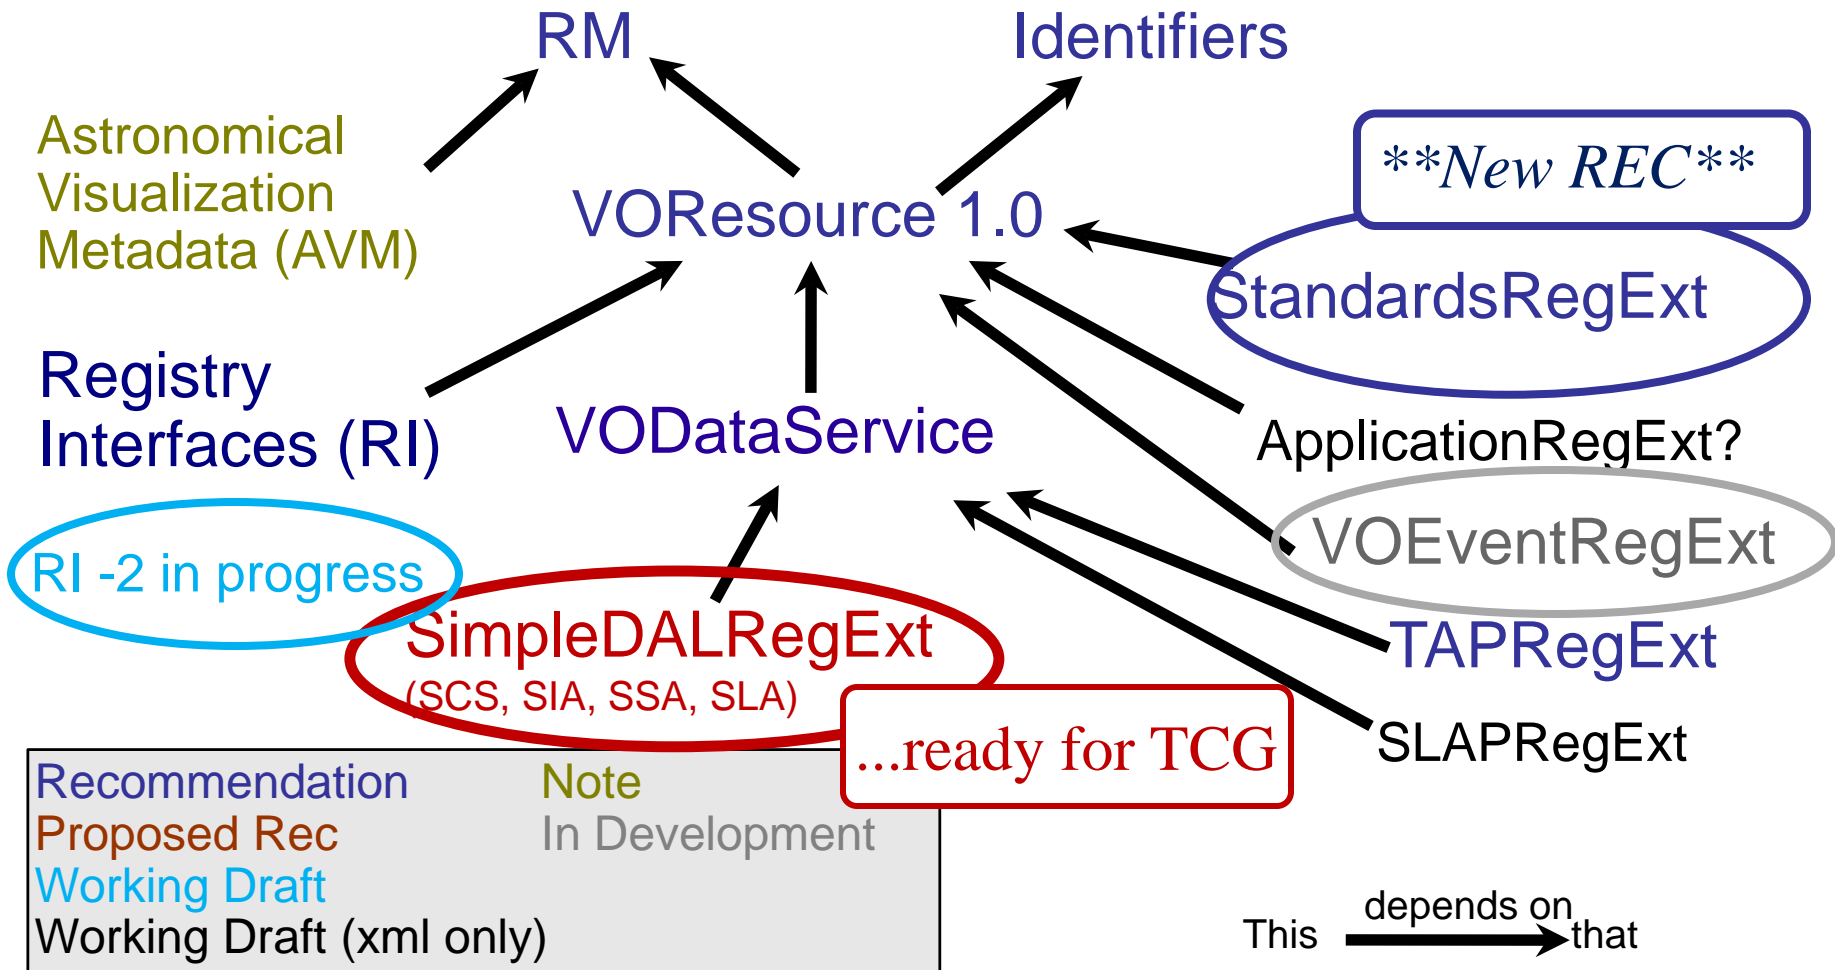 RM
Identifiers
Astronomical
Visualization
Metadata (AVM)
**New REC**
VOResource 1.0
StandardsRegExt
Registry
Interfaces (RI)
VODataService
ApplicationRegExt?
VOEventRegExt
RI -2 in progress
SimpleDALRegExt
(SCS, SIA, SSA, SLA)
TAPRegExt
...ready for TCG
SLAPRegExt
Recommendation
Note
Proposed Rec
In Development
Working Draft
Working Draft (xml only)
depends on
This
that